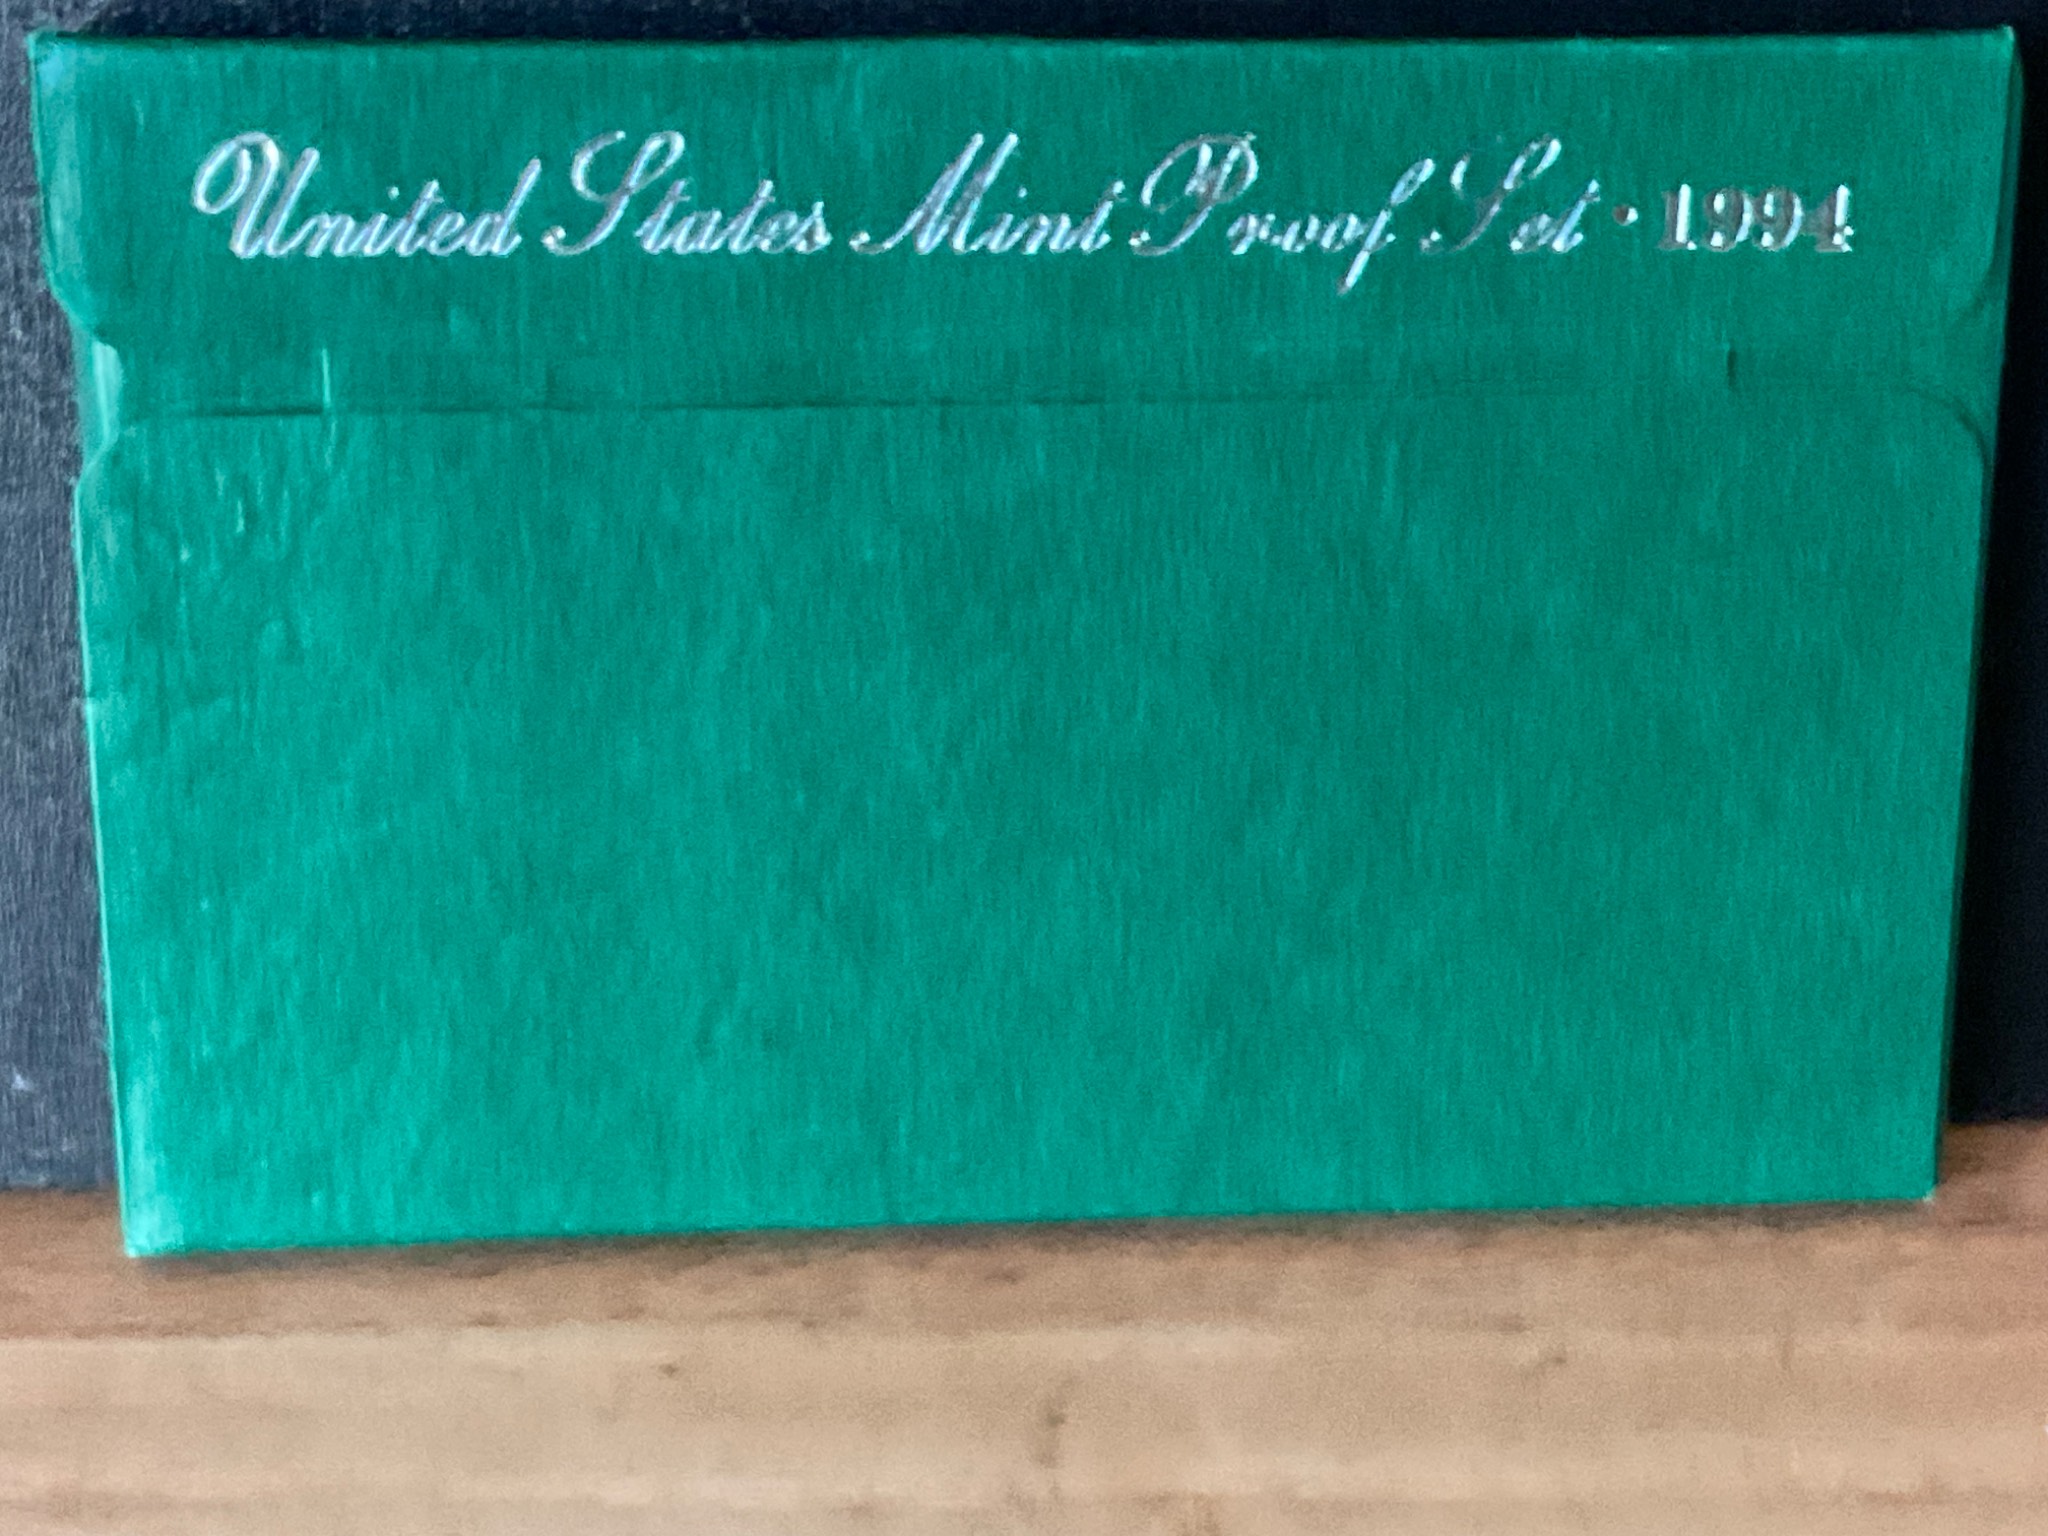 United States Mint Proof Set · 1994